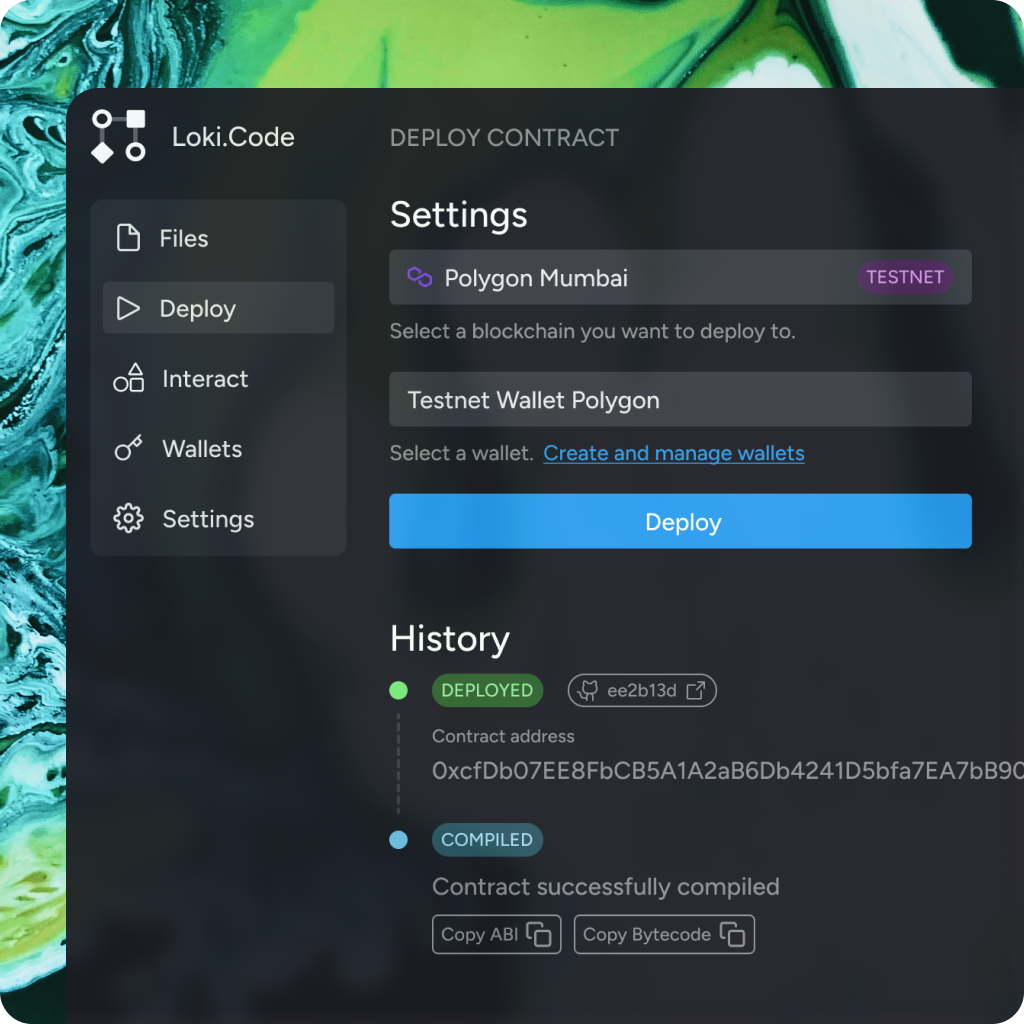 Loki.Code
DEPLOY CONTRACT
Files
Deploy
Interact
Wallets
Settings
Settings
Polygon Mumbai TESTNET
Select a blockchain you want to deploy to.
Testnet Wallet Polygon
Select a wallet. Create and manage wallets
Deploy
History
DEPLOYED ee2b13d
Contract address
0xcfDb07EE8FbCB5A1A2aB6Db4241D5bfa7EA7bB90
COMPILED
Contract successfully compiled
Copy ABI Copy Bytecode